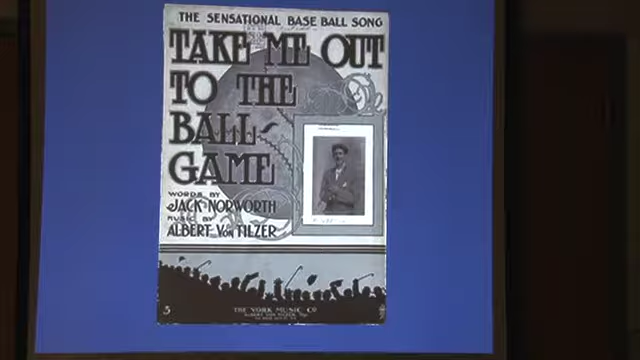 THE SENSATIONAL BASE BALL SONG
TAKE ME OUT
TO THE
BALL
GAME
WORDS BY
JACK NORWORTH
MUSIC BY
ALBERT VON TILZER
5
THE YORK MUSIC CO